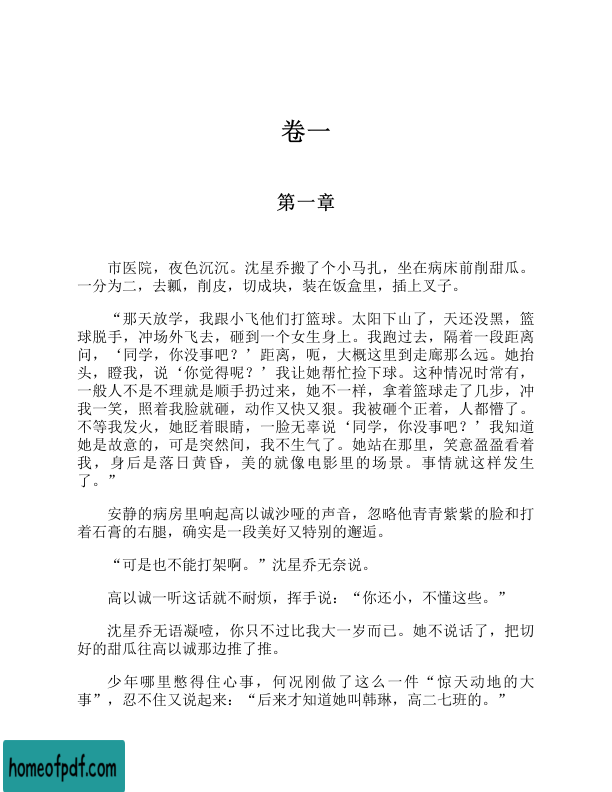 卷一
第一章
市医院，夜色沉沉。沈星乔搬了个小马扎，坐在病床前削甜瓜。
一分为二，去瓤，削皮，切成块，装在饭盒里，插上叉子。
“那天放学，我跟小飞他们打篮球。太阳下山了，天还没黑，篮
球脱手，冲场外飞去，砸到一个女生身上。我跑过去，隔着一段距离
问，‘同学，你没事吧？’距离，呃，大概这里到走廊那么远。她抬
头，瞪我，说‘你觉得呢？’我让她帮忙捡下球。这种情况时常有，
一般人不是不理就是顺手扔过来，她不一样，拿着篮球走了几步，冲
我一笑，照着我脸就砸，动作又快又狠。我被砸个正着，人都懵了。
不等我发火，她眨着眼睛，一脸无辜说‘同学，你没事吧？’我知道
她是故意的，可是突然间，我不生气了。她站在那里，笑意盈盈看着
我，身后是落日黄昏，美的就像电影里的场景。事情就这样发生
了。”
安静的病房里响起高以诚沙哑的声音，忽略他青青紫紫的脸和打
着石膏的右腿，确实是一段美好又特别的邂逅。
“可是也不能打架啊。”沈星乔无奈说。
高以诚一听这话就不耐烦，挥手说：“你还小，不懂这些。”
沈星乔无语凝噎，你只不过比我大一岁而已。她不说话了，把切
好的甜瓜往高以诚那边推了推。
少年哪里憋得住心事，何况刚做了这么一件“惊天动地的大
事”，忍不住又说起来：“后来才知道她叫韩琳，高二七班的。”
homeofpdf.com